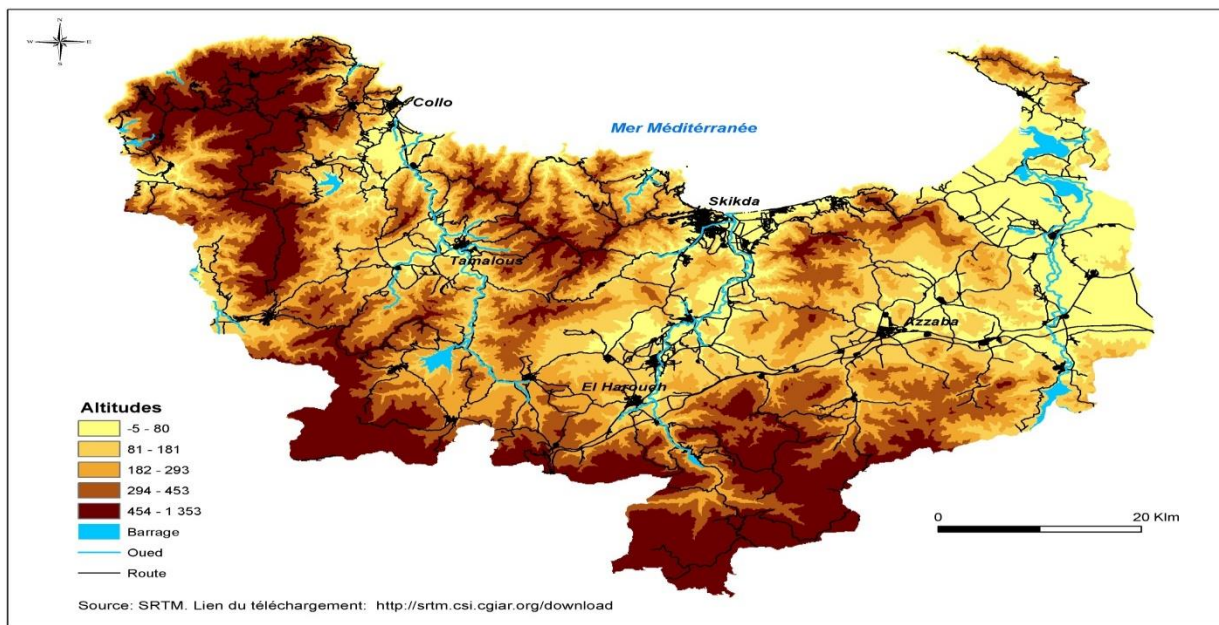 N
W E
S
Collo
Mer Méditérranée
Skikda
Tamalous
Azzaba
El Harouch
Altitudes
-5 - 80
81 - 181
182 - 293
294 - 453
454 - 1 353
Barrage
Oued
Route
0 20 Klm
Source: SRTM. Lien du téléchargement: http://srtm.csi.cgiar.org/download